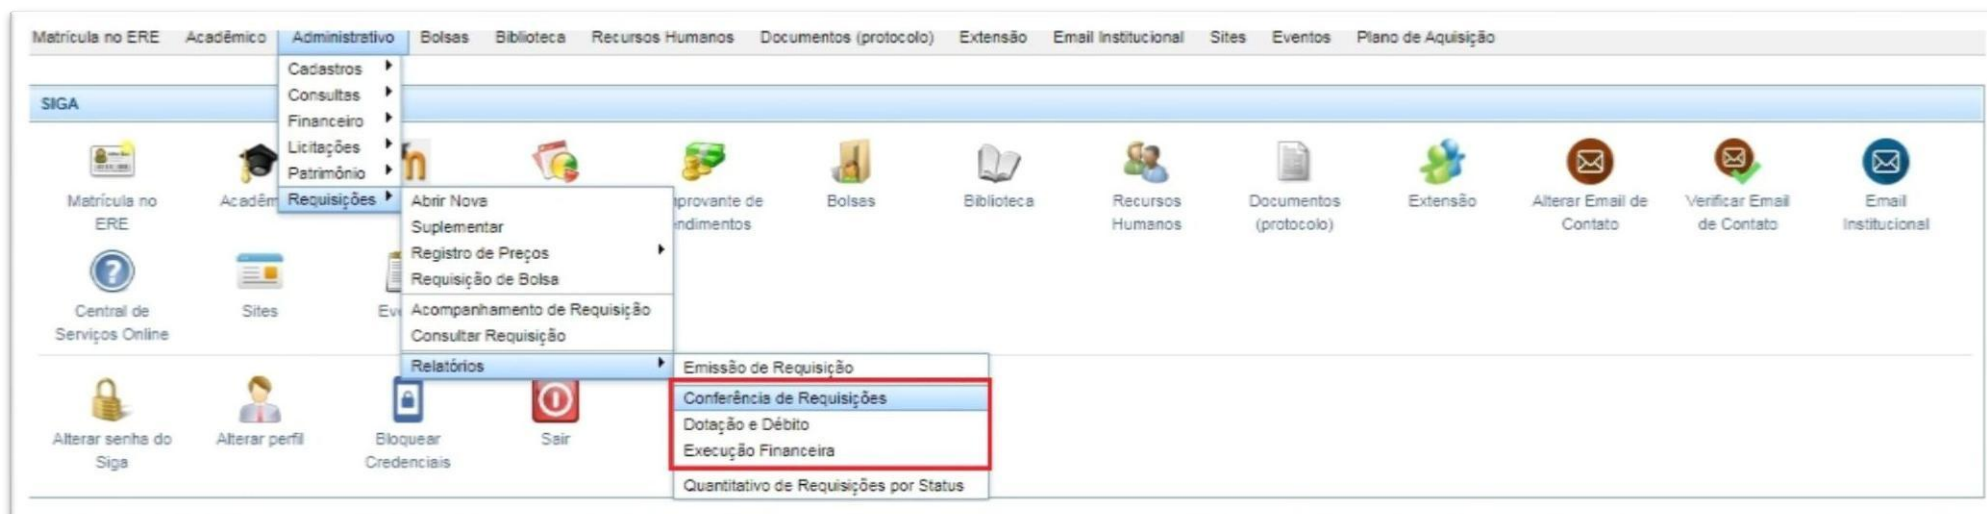 Matrícula no ERE Acadêmico Administrativo Bolsas Biblioteca Recursos Humanos Documentos (protocolo) Extensão Email Institucional Sites Eventos Plano de Aquisição
Cadastros
Consultas
Financeiro
Licitações
Patrimônio
Requisições
SIGA
Abrir Nova
Suplementar
Registro de Preços
Requisição de Bolsa
Acompanhamento de Requisição
Consultar Requisição
Relatórios
Emissão de Requisição
Conferência de Requisições
Dotação e Débito
Execução Financeira
Quantitativo de Requisições por Status
Matrícula no
ERE
Bolsas
Biblioteca
Recursos
Humanos
Documentos
(protocolo)
Extensão
Alterar Email de
Contato
Verificar Email
de Contato
Email
Institucional
Central de
Serviços Online
Sites
Alterar senha do
Siga
Alterar perfil
Bloquear
Credenciais
Sair